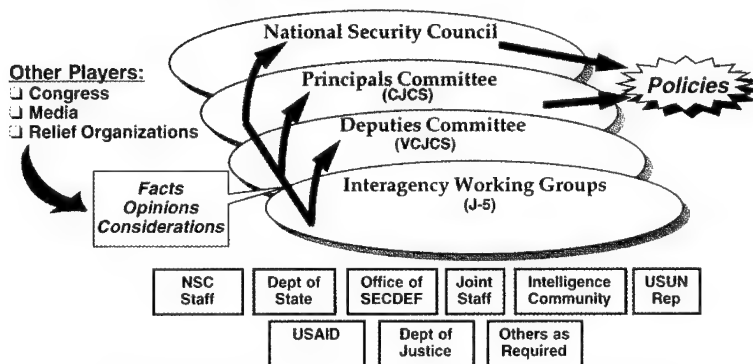 National Security Council
Other Players:
❑ Congress
❑ Media
❑ Relief Organizations
Principals Committee
(CJCS)
Policies
Deputies Committee
(VCJCS)
Facts
Opinions
Considerations
Interagency Working Groups
(J-5)
NSC
Staff
Dept of
State
Office of
SECDEF
Joint
Staff
Intelligence
Community
USUN
Rep
USAID
Dept of
Justice
Others as
Required